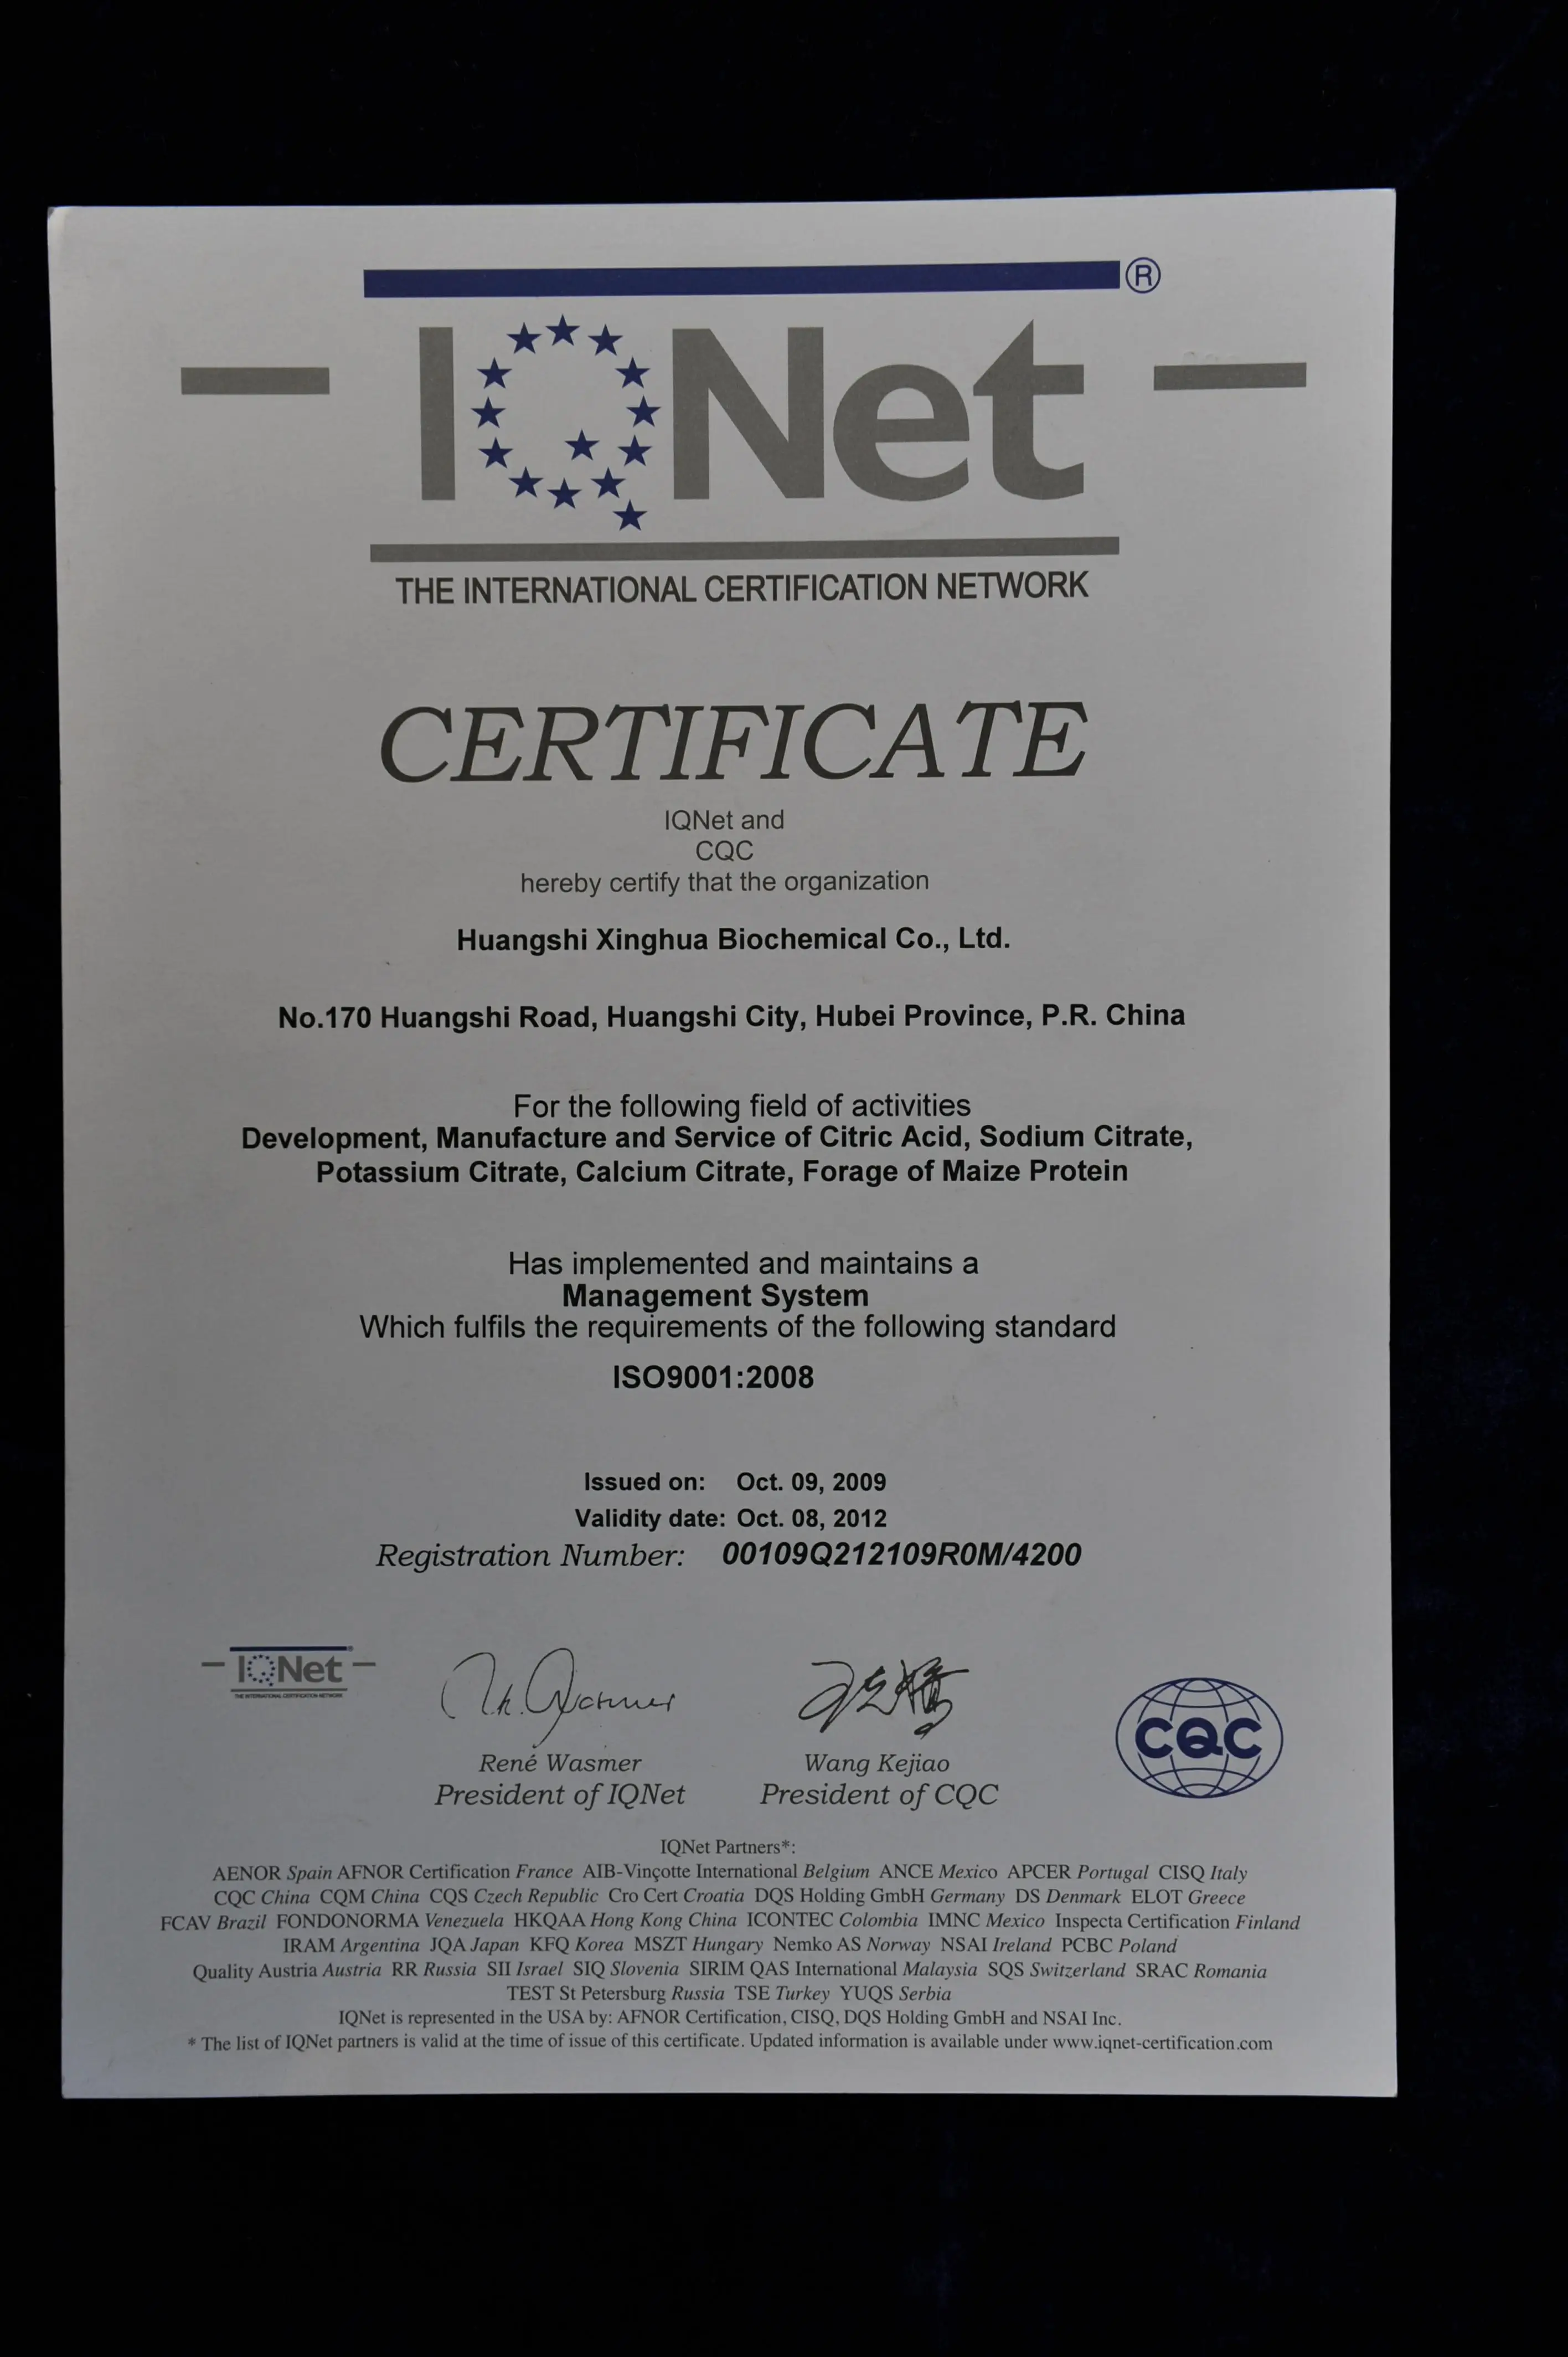 IQNet®
THE INTERNATIONAL CERTIFICATION NETWORK
CERTIFICATE
IQNet and
CQC
hereby certify that the organization
Huangshi Xinghua Biochemical Co., Ltd.
No.170 Huangshi Road, Huangshi City, Hubei Province, P.R. China
For the following field of activities
Development, Manufacture and Service of Citric Acid, Sodium Citrate,
Potassium Citrate, Calcium Citrate, Forage of Maize Protein
Has implemented and maintains a
Management System
Which fulfils the requirements of the following standard
ISO9001:2008
Issued on: Oct. 09, 2009
Validity date: Oct. 08, 2012
Registration Number: 00109Q212109R0M/4200
IQNet
THE INTERNATIONAL CERTIFICATION NETWORK
CQC
René Wasmer Wang Kejiao
President of IQNet President of CQC
IQNet Partners*:
AENOR Spain AFNOR Certification France AIB-Vinçotte International Belgium ANCE Mexico APCER Portugal CISQ Italy
CQC China CQM China CQS Czech Republic Cro Cert Croatia DQS Holding GmbH Germany DS Denmark ELOT Greece
FCAV Brazil FONDONORMA Venezuela HKQAA Hong Kong China ICONTEC Colombia IMNC Mexico Inspecta Certification Finland
IRAM Argentina JQA Japan KFQ Korea MSZT Hungary Nemko AS Norway NSAI Ireland PCBC Poland
Quality Austria Austria RR Russia SII Israel SIQ Slovenia SIRIM QAS International Malaysia SQS Switzerland SRAC Romania
TEST St Petersburg Russia TSE Turkey YUQS Serbia
IQNet is represented in the USA by: AFNOR Certification, CISQ, DQS Holding GmbH and NSAI Inc.
* The list of IQNet partners is valid at the time of issue of this certificate. Updated information is available under www.iqnet-certification.com